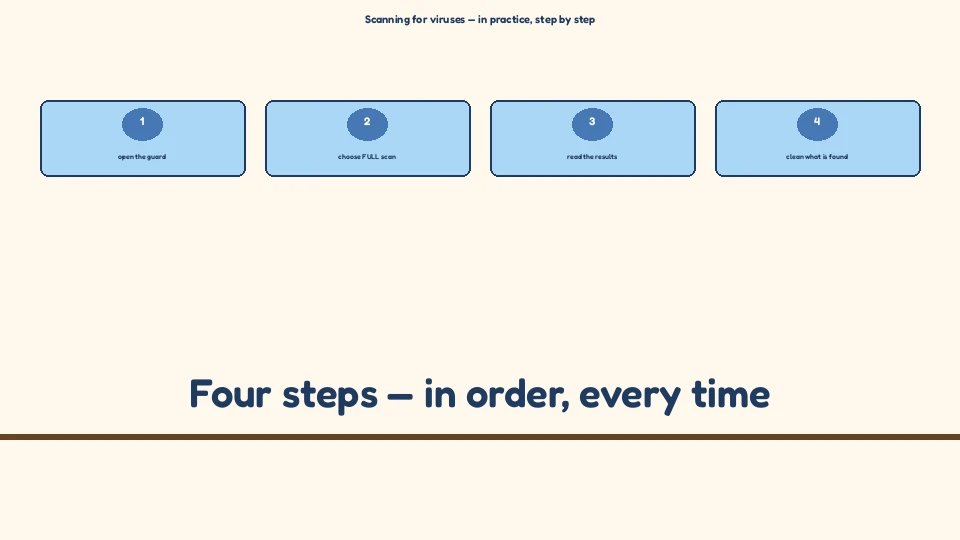 Scanning for viruses — in practice, step by step
1
open the guard
2
choose FULL scan
3
read the results
4
clean what is found
Four steps — in order, every time